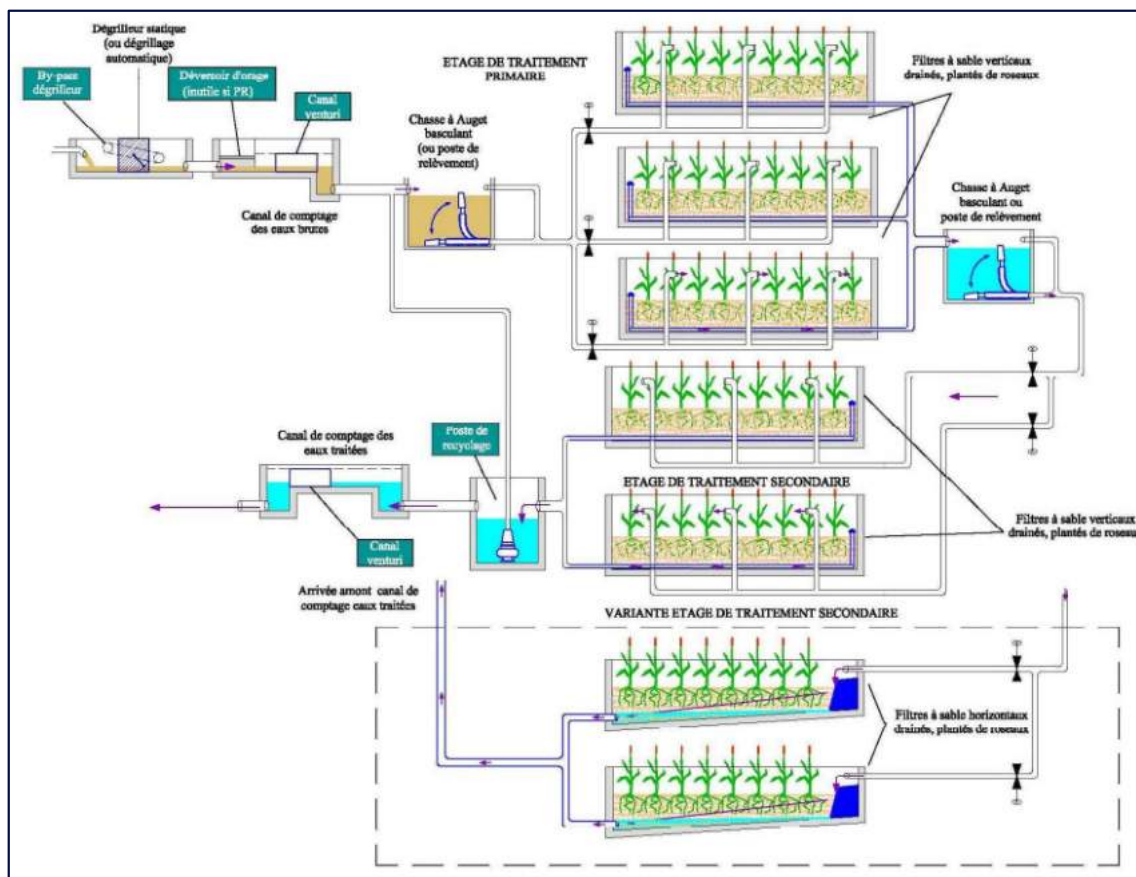 Dégrilleur statique
(ou dégrillage
automatique)
By-pass
dégrilleur
Déversoir d'orage
(inutile si PR)
Canal
venturi
Canal de comptage
des eaux brutes
ETAGE DE TRAITEMENT
PRIMAIRE
Chasse à Auget
basculant
(ou poste de
relèvement)
Filtres à sable verticaux
drainés, plantés de roseaux
Chasse à Auget
basculant ou
poste de relèvement
Canal de comptage des
eaux traitées
Poste de
recyclage
Canal
venturi
ETAGE DE TRAITEMENT SECONDAIRE
Filtres à sable verticaux
drainés, plantés de roseau
Arrivée amont canal de
comptage eaux traitées
VARIANTE ETAGE DE TRAITEMENT SECONDAIRE
Filtres à sable horizontaux
drainés, plantés de roseaux